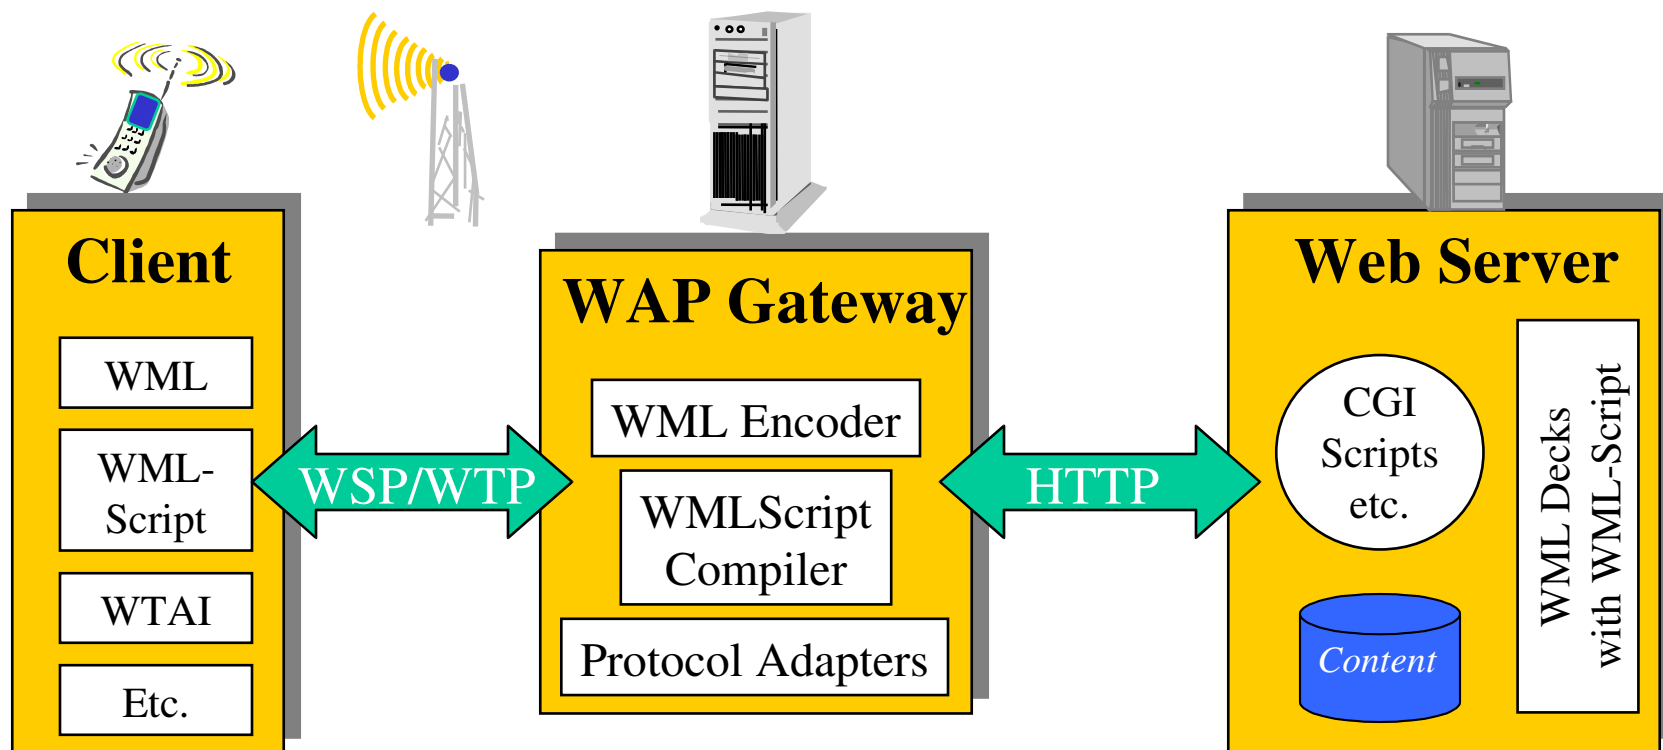 Client
WML
WML-
Script
WTAI
Etc.
WSP/WTP
WAP Gateway
WML Encoder
WMLScript
Compiler
Protocol Adapters
HTTP
Web Server
CGI
Scripts
etc.
Content
WML Decks
with WML-Script